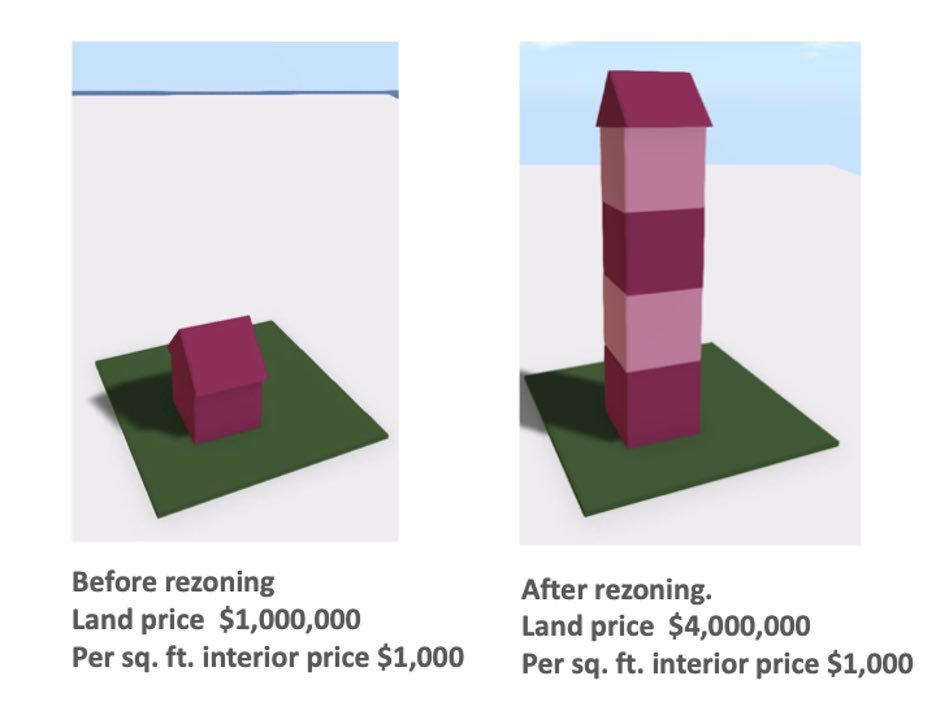 Before rezoning
Land price $1,000,000
Per sq. ft. interior price $1,000
After rezoning.
Land price $4,000,000
Per sq. ft. interior price $1,000